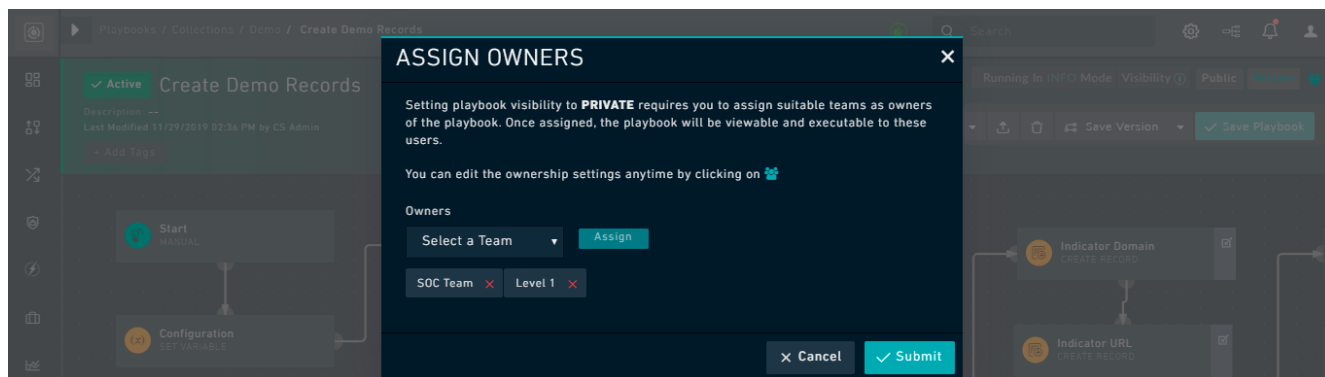 Playbooks / Collections / Demo / Create Demo Records
Search
Active
Create Demo Records
Description --
Last Modified 11/29/2019 02:36 PM by CS Admin
+ Add Tags
Running In INFO Mode
Visibility
Public
Private
Save Version
Save Playbook
ASSIGN OWNERS
Setting playbook visibility to PRIVATE requires you to assign suitable teams as owners
of the playbook. Once assigned, the playbook will be viewable and executable to these
users.
You can edit the ownership settings anytime by clicking on
Owners
Select a Team
Assign
SOC Team
Level 1
Cancel
Submit
Start
MANUAL
(x)
Configuration
SET VARIABLE
Indicator Domain
CREATE RECORD
Indicator URL
CREATE RECORD